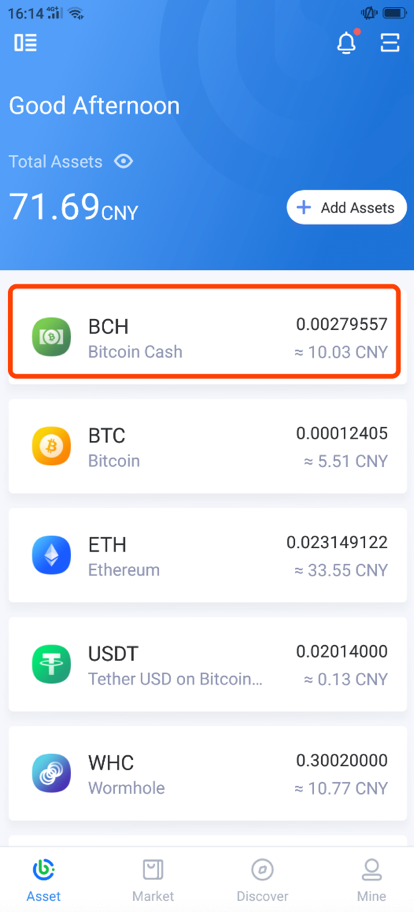 16:14 4G+
Good Afternoon
Total Assets
71.69CNY
+ Add Assets
BCH 0.00279557
Bitcoin Cash ≈ 10.03 CNY
BTC 0.00012405
Bitcoin ≈ 5.51 CNY
ETH 0.023149122
Ethereum ≈ 33.55 CNY
USDT 0.02014000
Tether USD on Bitcoin... ≈ 0.13 CNY
WHC 0.30020000
Wormhole ≈ 10.77 CNY
Asset Market Discover Mine